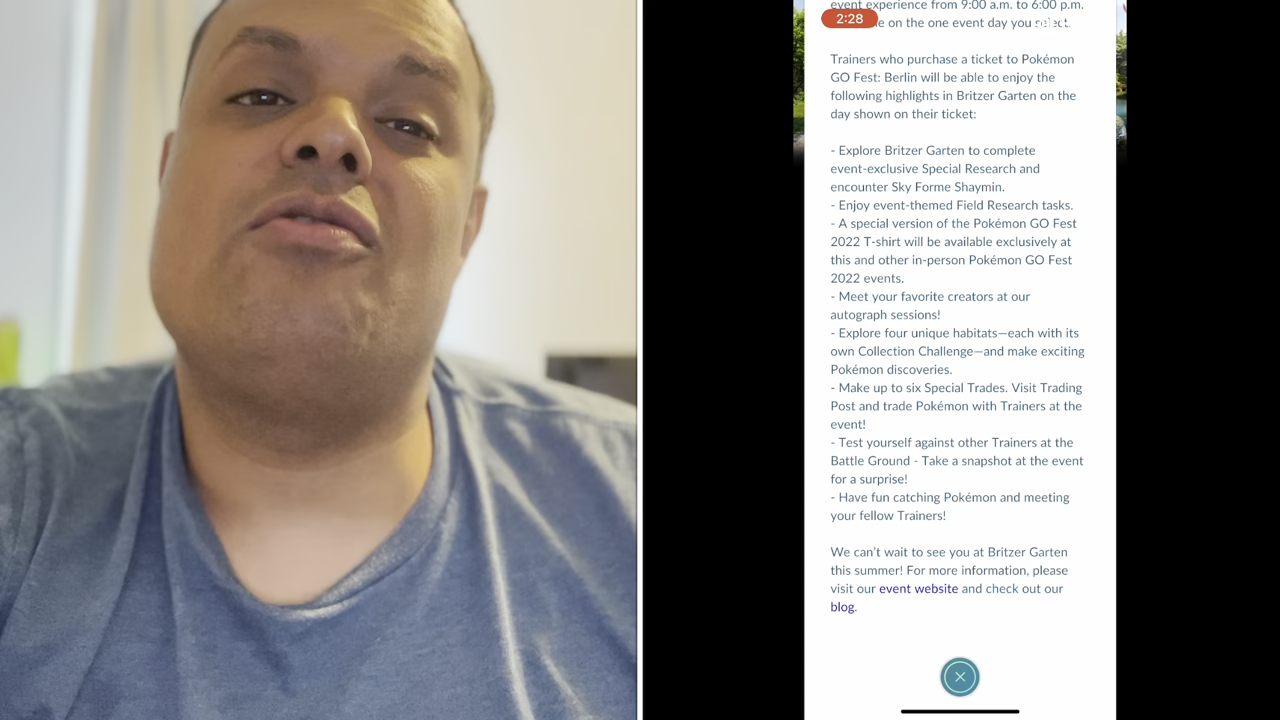 event experience from 9:00 a.m. to 6:00 p.m.
2:28
on the one event day you select.
Trainers who purchase a ticket to Pokémon
GO Fest: Berlin will be able to enjoy the
following highlights in Britzer Garten on the
day shown on their ticket:
- Explore Britzer Garten to complete
event-exclusive Special Research and
encounter Sky Forme Shaymin.
- Enjoy event-themed Field Research tasks.
- A special version of the Pokémon GO Fest
2022 T-shirt will be available exclusively at
this and other in-person Pokémon GO Fest
2022 events.
- Meet your favorite creators at our
autograph sessions!
- Explore four unique habitats—each with its
own Collection Challenge—and make exciting
Pokémon discoveries.
- Make up to six Special Trades. Visit Trading
Post and trade Pokémon with Trainers at the
event!
- Test yourself against other Trainers at the
Battle Ground - Take a snapshot at the event
for a surprise!
- Have fun catching Pokémon and meeting
your fellow Trainers!
We can't wait to see you at Britzer Garten
this summer! For more information, please
visit our event website and check out our
blog.